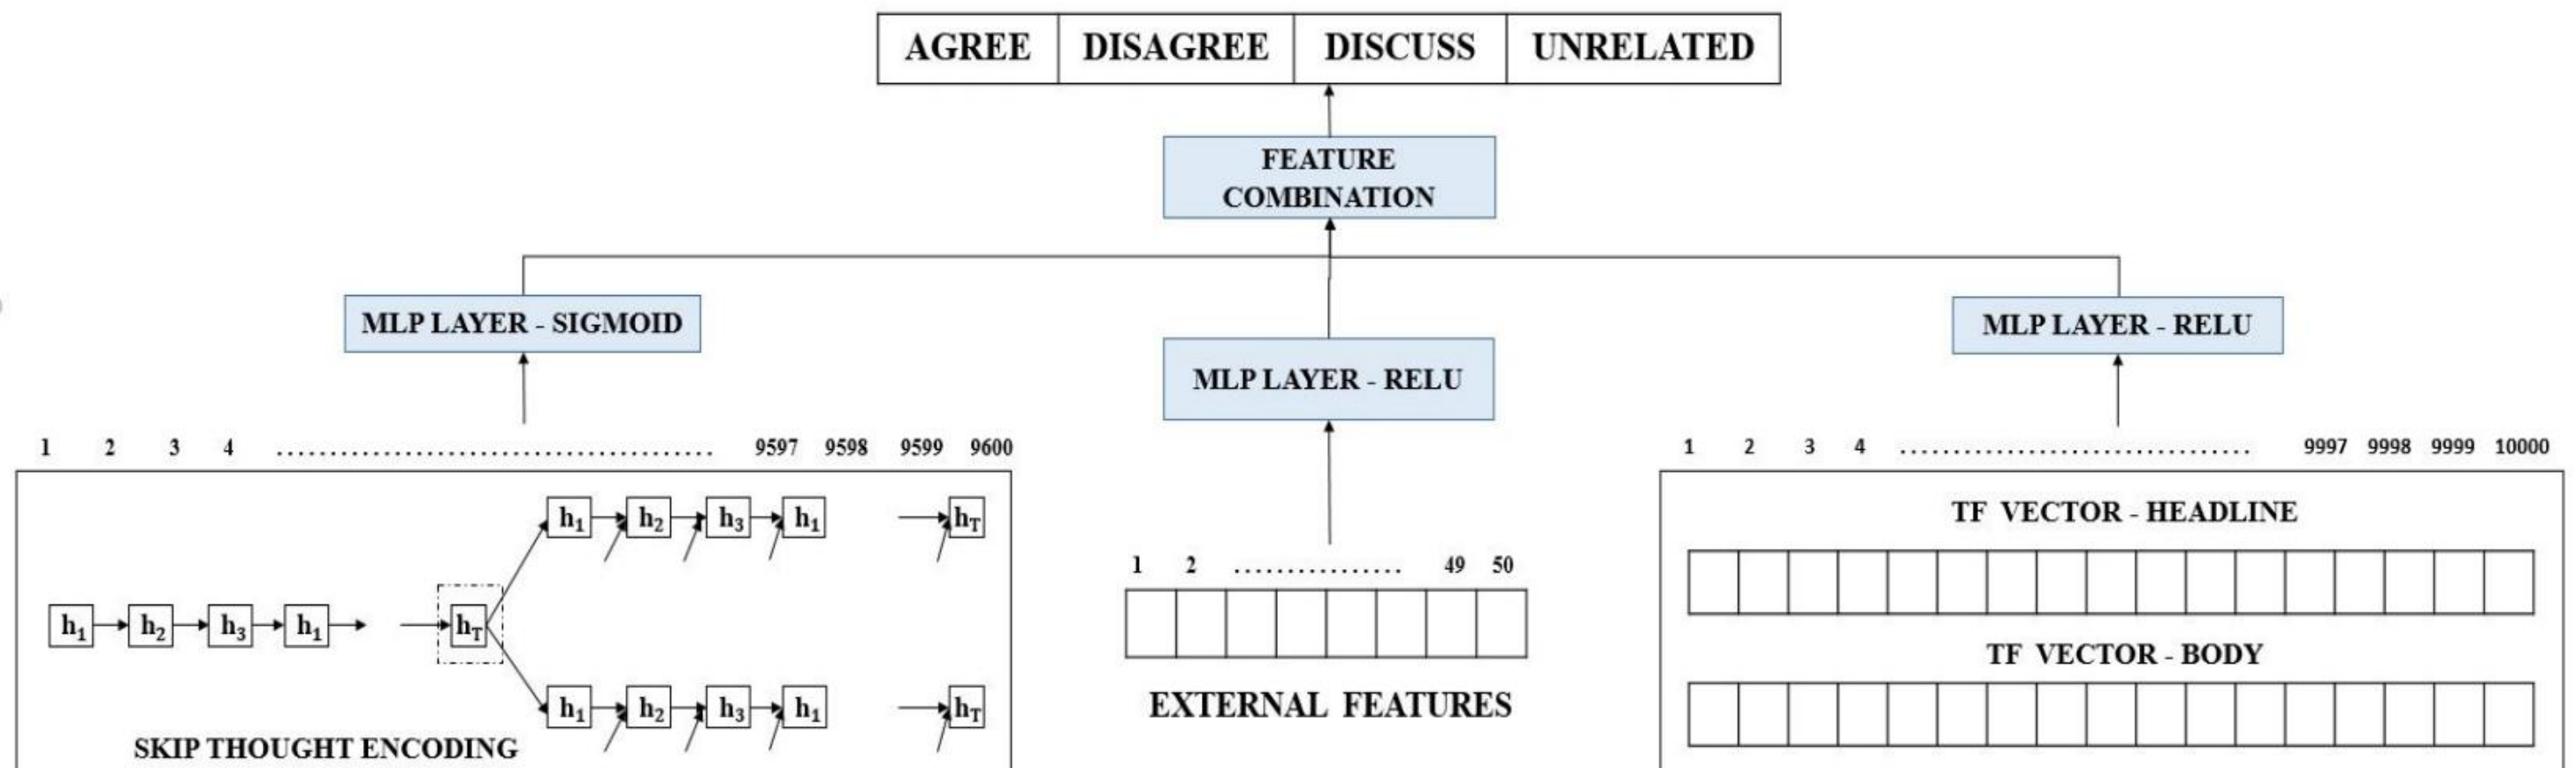 AGREE DISAGREE DISCUSS UNRELATED
FEATURE
COMBINATION
MLP LAYER - SIGMOID
MLP LAYER - RELU
MLP LAYER - RELU
1 2 3 4 ........................................ 9597 9598 9599 9600
h1 h2 h3 h1 hT
h1 h2 h3 h1 hT
h1 h2 h3 h1 hT
SKIP THOUGHT ENCODING
1 2 ................ 49 50
EXTERNAL FEATURES
1 2 3 4 ................................ 9997 9998 9999 10000
TF VECTOR - HEADLINE
TF VECTOR - BODY